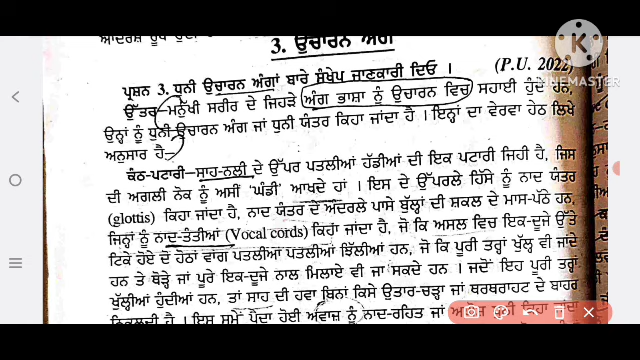 ਆਦਰਸ਼ ਰੂਪ ਹੁੰਦਾ
3. ਉਚਾਰਨ ਅੰਗ
ਪ੍ਰਸ਼ਨ 3. ਧੁਨੀ ਉਚਾਰਨ ਅੰਗਾਂ ਬਾਰੇ ਸੰਖੇਪ ਜਾਣਕਾਰੀ ਦਿਓ ।
(P.U. 2022)
KINEMASTER
ਉੱਤਰ-ਮਨੁੱਖੀ ਸਰੀਰ ਦੇ ਜਿਹੜੇ ਅੰਗ ਭਾਸ਼ਾ ਨੂੰ ਉਚਾਰਨ ਵਿਚ ਸਹਾਈ ਹੁੰਦੇ ਹਨ,
ਉਨ੍ਹਾਂ ਨੂੰ ਧੁਨੀ ਉਚਾਰਨ ਅੰਗ ਜਾਂ ਧੁਨੀ ਯੰਤਰ ਕਿਹਾ ਜਾਂਦਾ ਹੈ । ਇਨ੍ਹਾਂ ਦਾ ਵੇਰਵਾ ਹੇਠ ਲਿਖੇ
ਅਨੁਸਾਰ ਹੈ-
ਕੰਠ-ਪਟਾਰੀ-ਸਾਹ-ਨਲੀ ਦੇ ਉੱਪਰ ਪਤਲੀਆਂ ਹੱਡੀਆਂ ਦੀ ਇਕ ਪਟਾਰੀ ਜਿਹੀ ਹੈ, ਜਿਸ
ਦੀ ਅਗਲੀ ਨੋਕ ਨੂੰ ਅਸੀਂ 'ਘੰਡੀ' ਆਖਦੇ ਹਾਂ । ਇਸ ਦੇ ਉੱਪਰਲੇ ਹਿੱਸੇ ਨੂੰ ਨਾਦ ਯੰਤਰ
(glottis) ਕਿਹਾ ਜਾਂਦਾ ਹੈ, ਨਾਦ ਯੰਤਰ ਦੇ ਅੰਦਰਲੇ ਪਾਸੇ ਬੁੱਲ੍ਹਾਂ ਦੀ ਸ਼ਕਲ ਦੇ ਮਾਸ-ਪੱਠੇ ਹਨ,
ਜਿਨ੍ਹਾਂ ਨੂੰ ਨਾਦ-ਤੰਤੀਆਂ (Vocal cords) ਕਿਹਾ ਜਾਂਦਾ ਹੈ, ਜੋ ਕਿ ਅਸਲ ਵਿਚ ਇਕ-ਦੂਜੇ ਉੱਤੇ
ਟਿਕੇ ਹੋਏ ਦੋ ਹੋਠਾਂ ਵਾਂਗ ਪਤਲੀਆਂ ਪਤਲੀਆਂ ਝਿੱਲੀਆਂ ਹਨ, ਜੋ ਕਿ ਪੂਰੀ ਤਰ੍ਹਾਂ ਖੁੱਲ੍ਹ ਵੀ ਜਾਂਦੇ
ਹਨ ਤੇ ਥੋੜ੍ਹੇ ਜਾਂ ਪੂਰੇ ਇਕ-ਦੂਜੇ ਨਾਲ ਮਿਲਾਏ ਵੀ ਜਾ ਸਕਦੇ ਹਨ । ਜਦੋਂ ਇਹ ਪੂਰੀ ਤਰ੍ਹਾਂ
ਖੁੱਲ੍ਹੀਆਂ ਹੁੰਦੀਆਂ ਹਨ, ਤਾਂ ਸਾਹ ਦੀ ਹਵਾ ਬਿਨਾਂ ਕਿਸੇ ਉਤਾਰ-ਚੜ੍ਹਾ ਜਾਂ ਥਰਥਰਾਹਟ ਦੇ ਬਾਹਰ
ਨਿਕਲਦੀ ਹੈ । ਇਸ ਸਮੇਂ ਪੈਦਾ ਹੋਈ ਅਵਾਜ਼ ਨੂੰ ਨਾਦ-ਰਹਿਤ ਜਾਂ ਕਿਹਾ ਜਾਂਦਾ